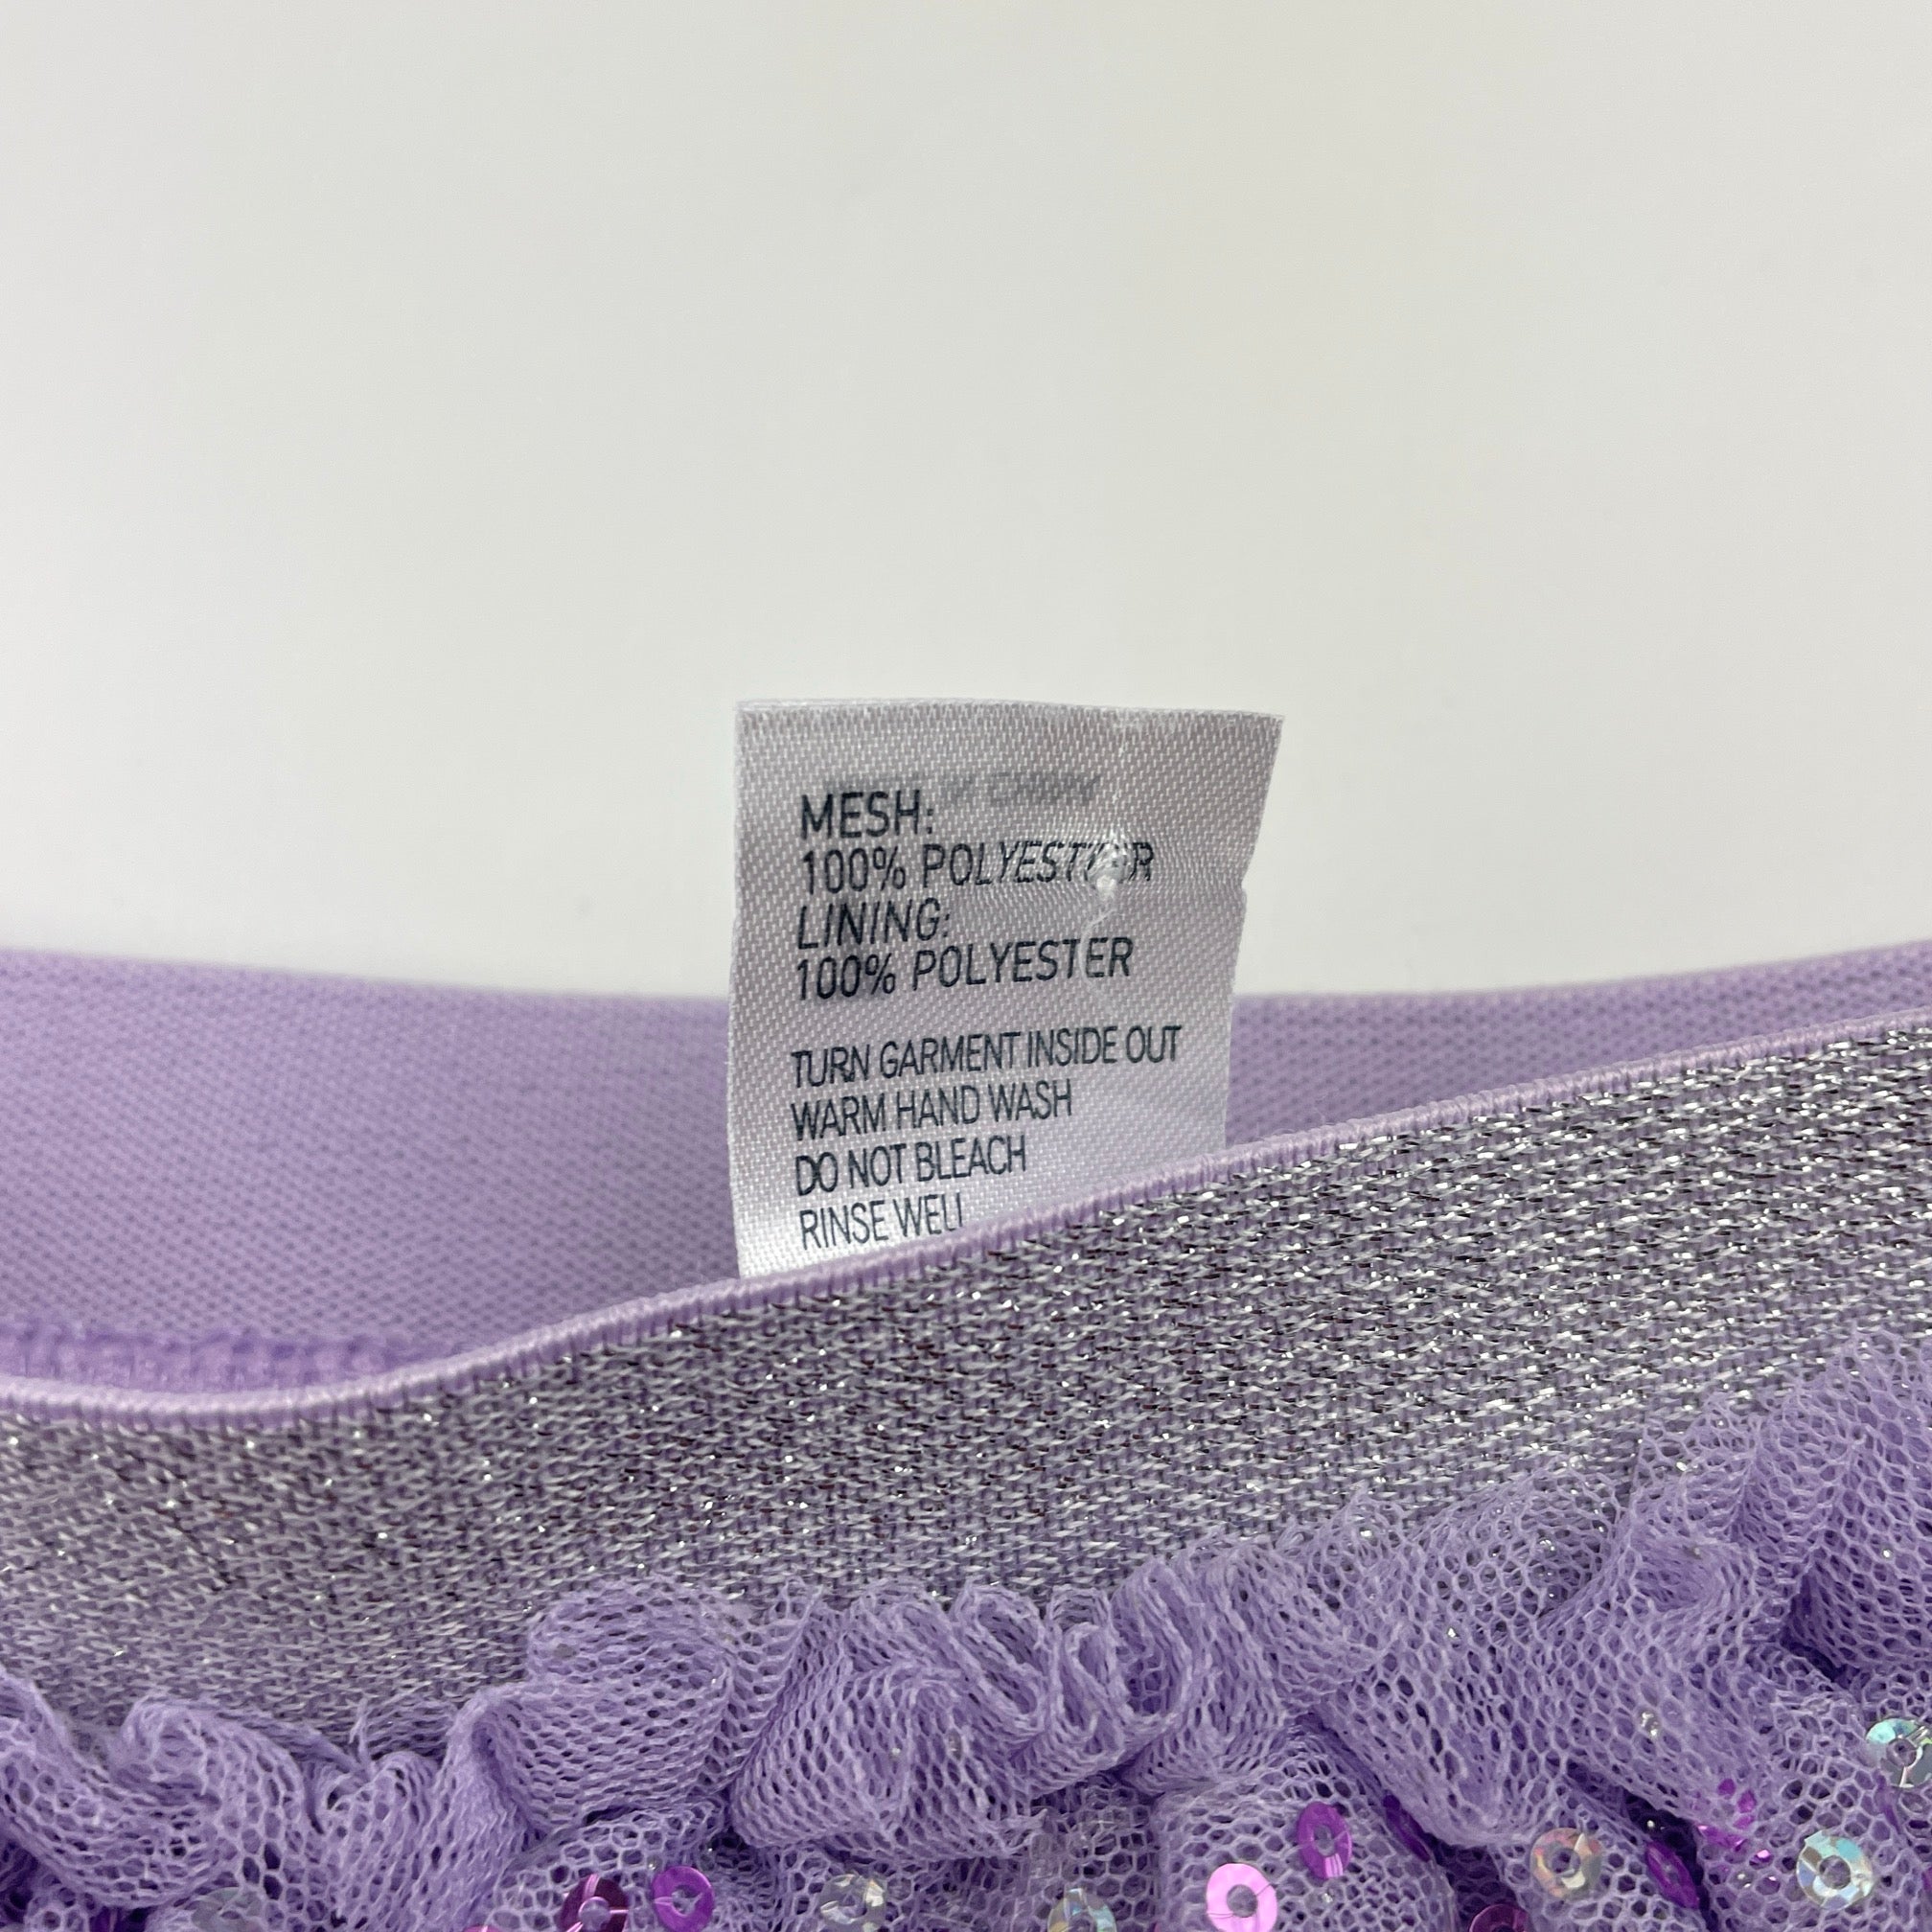 MESH:
100% POLYESTER
LINING:
100% POLYESTER
TURN GARMENT INSIDE OUT
WARM HAND WASH
DO NOT BLEACH
RINSE WELL